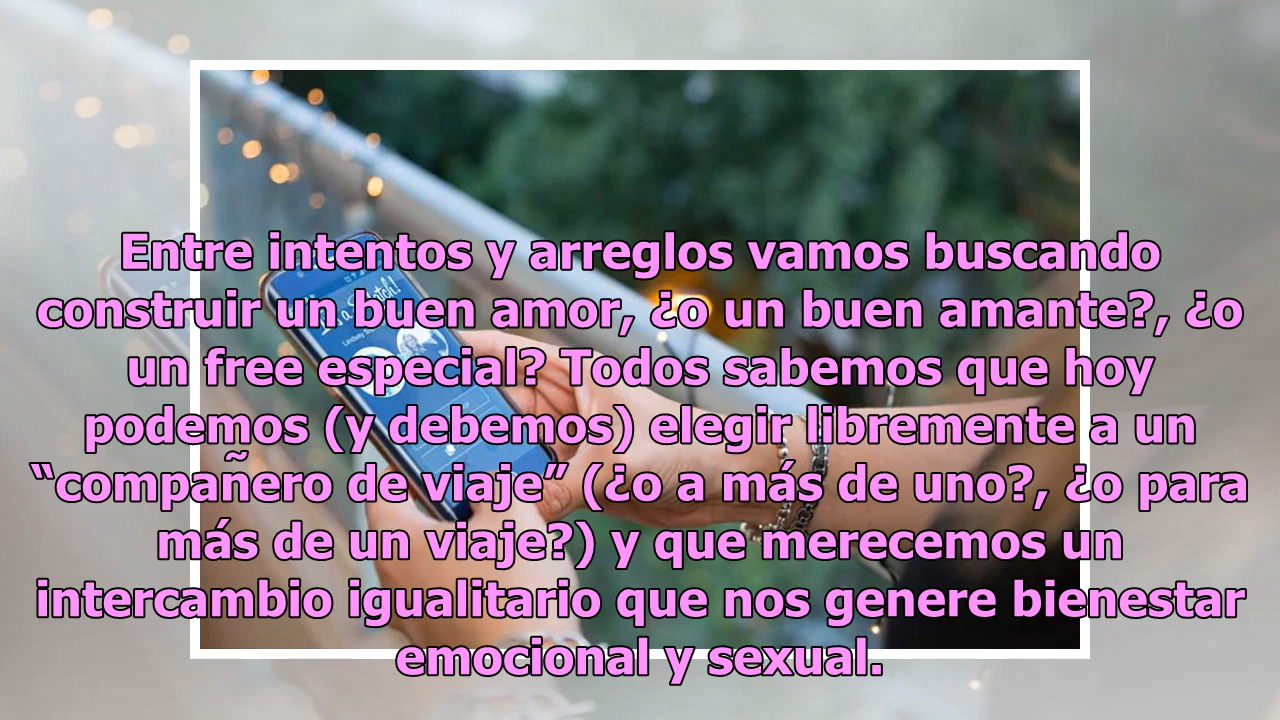 Entre intentos y arreglos vamos buscando
construir un buen amor, ¿o un buen amante?, ¿o
un free especial? Todos sabemos que hoy
podemos (y debemos) elegir libremente a un
“compañero de viaje” (¿o a más de uno?, ¿o para
más de un viaje?) y que merecemos un
intercambio igualitario que nos genere bienestar
emocional y sexual.